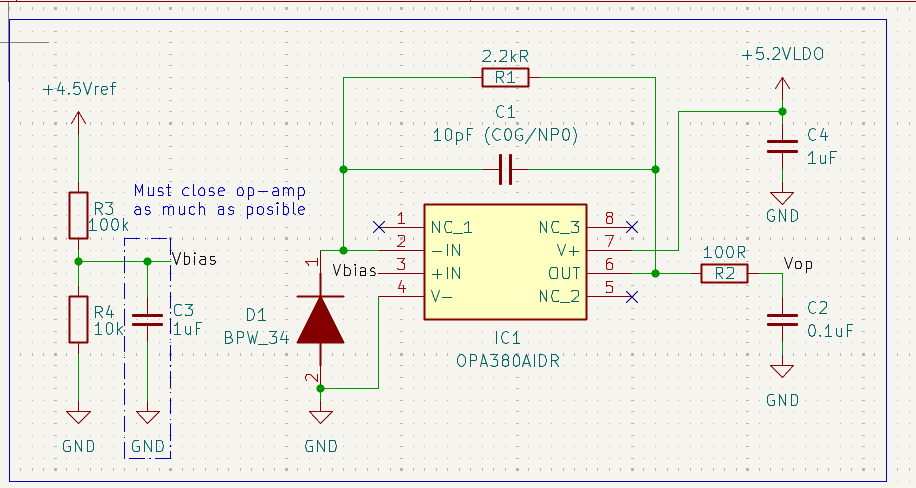 2.2kR
R1
+5.2VLDO
+4.5Vref
C1
10pF (C0G/NP0)
C4
1uF
GND
Must close op-amp
as much as posible
R3
100k
1
NC_1
NC_3
8
2
-IN
V+
7
3
+IN
OUT
6
4
V-
NC_2
5
Vbias
Vbias
1
100R
R2
Vop
D1
BPW_34
2
C2
0.1uF
R4
10k
C3
1uF
IC1
OPA380AIDR
GND
GND
GND
GND